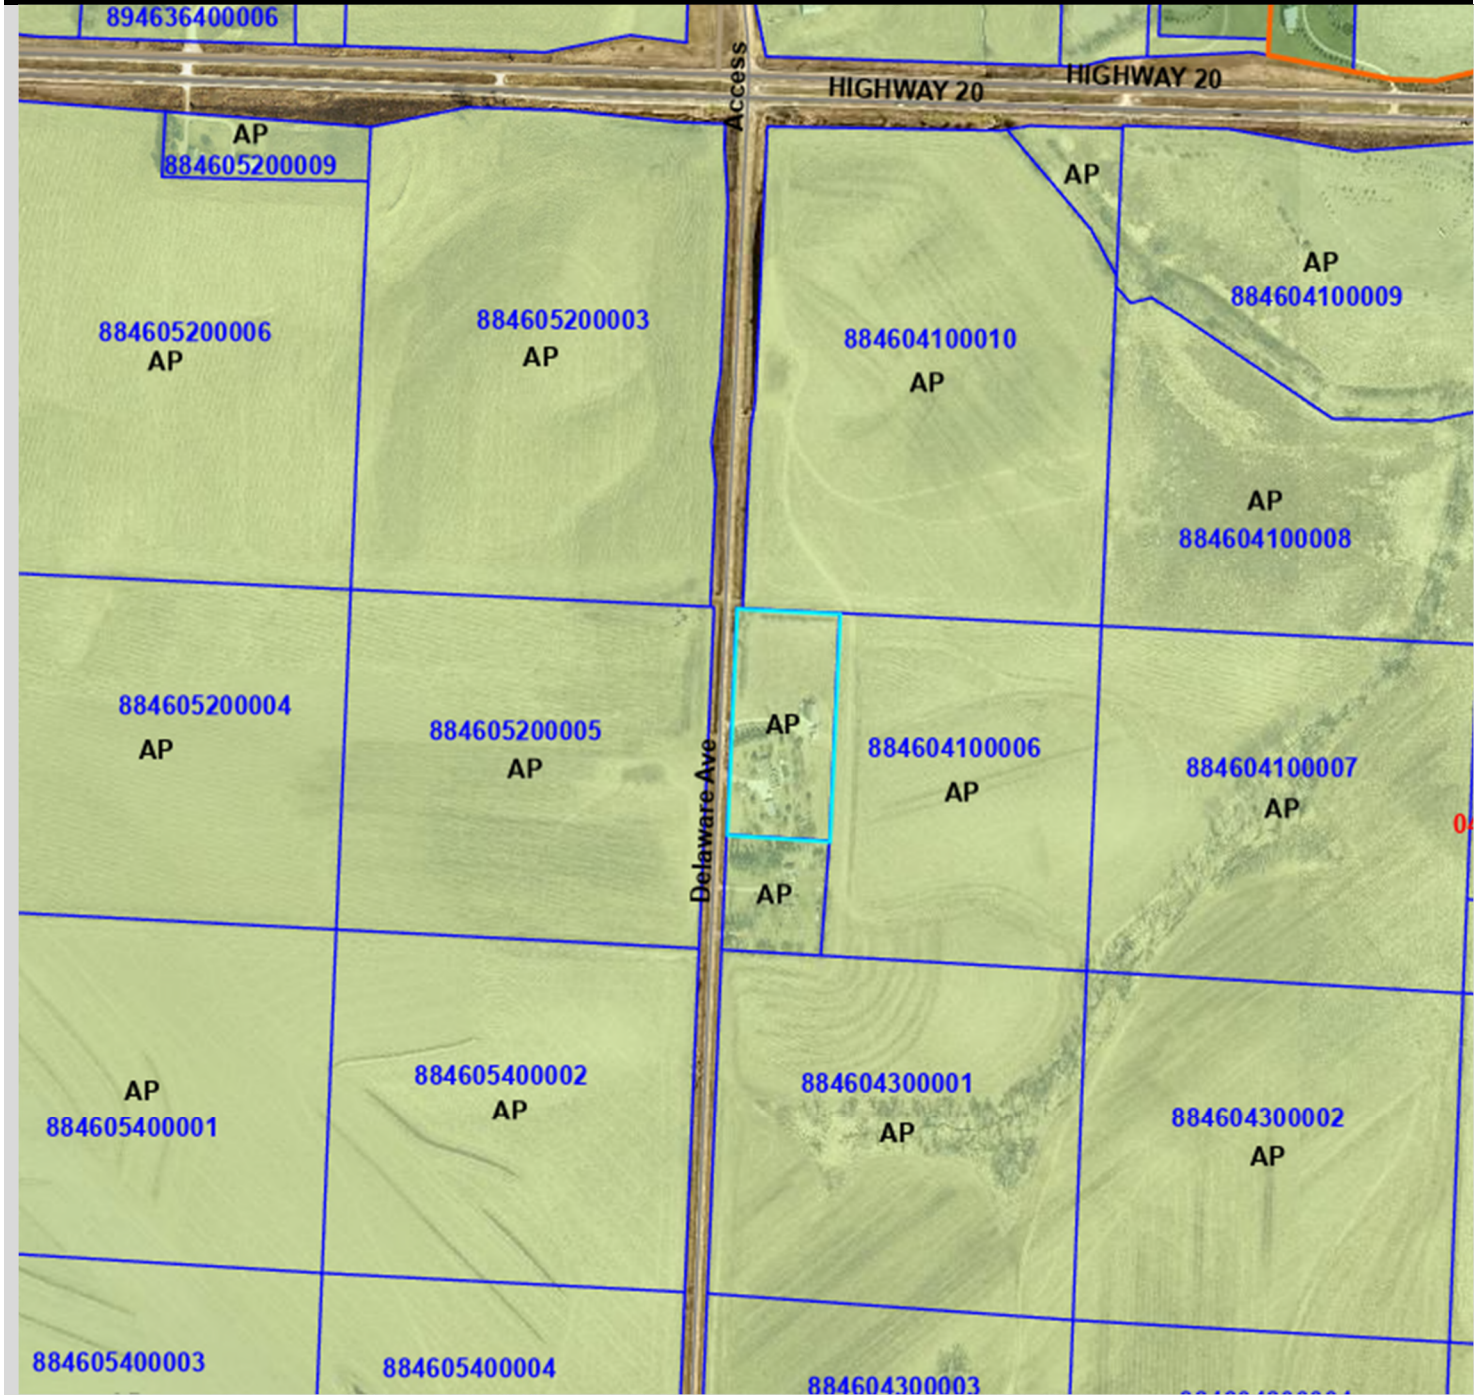 894636400006
Access
HIGHWAY 20
HIGHWAY 20
AP
884605200009
AP
AP
884604100009
884605200006
AP
884605200003
AP
884604100010
AP
AP
884604100008
884605200004
AP
884605200005
AP
Delaware Ave
AP
884604100006
AP
884604100007
AP
AP
AP
884605400001
884605400002
AP
884604300001
AP
884604300002
AP
884605400003
884605400004
884604300003